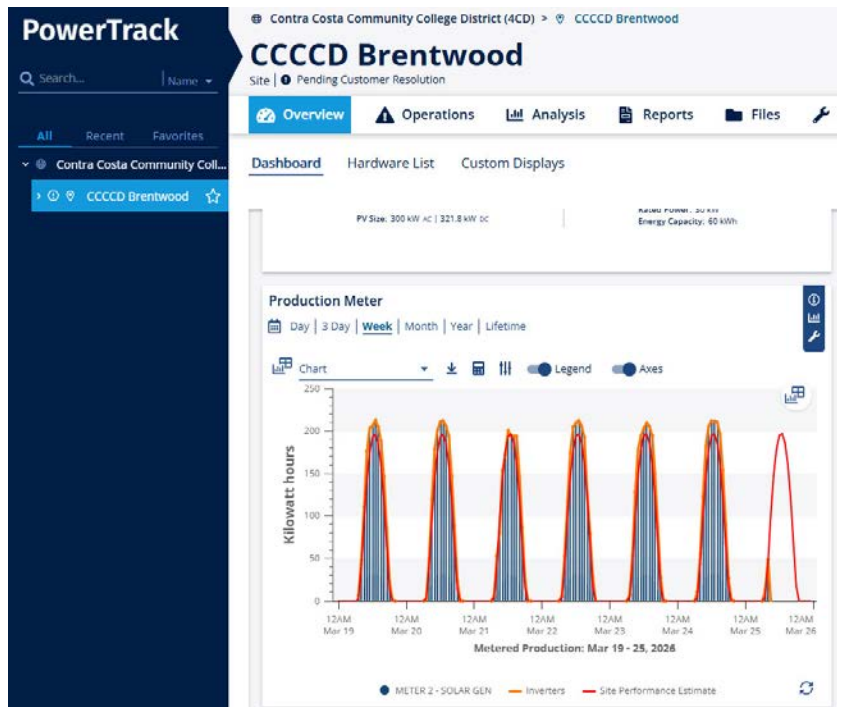 PowerTrack
Search...
Name
All Recent Favorites
Contra Costa Community Coll...
CCCCD Brentwood
Contra Costa Community College District (4CD) > CCCCD Brentwood
CCCCD Brentwood
Site | Pending Customer Resolution
Overview Operations Analysis Reports Files
Dashboard Hardware List Custom Displays
PV Size: 300 kW AC | 321.8 kW DC
Rated Power: 30 kW
Energy Capacity: 60 kWh
Production Meter
Day | 3 Day | Week | Month | Year | Lifetime
Chart Legend Axes
Kilowatt hours
250
200
150
100
50
0
12AM 12AM 12AM 12AM 12AM 12AM 12AM 12AM
Mar 19 Mar 20 Mar 21 Mar 22 Mar 23 Mar 24 Mar 25 Mar 26
Metered Production: Mar 19 - 25, 2026
METER 2 - SOLAR GEN Inverters Site Performance Estimate